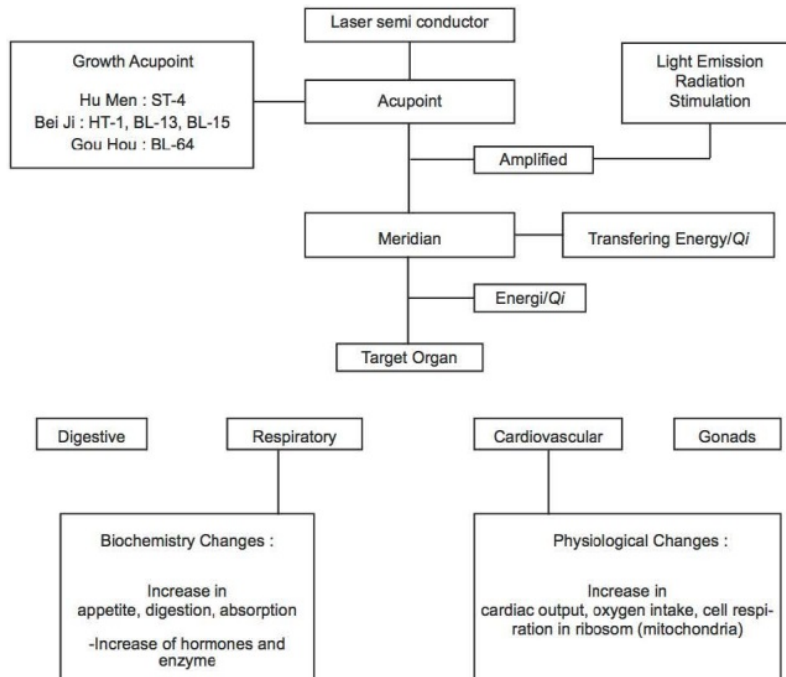 Laser semi conductor
Growth Acupoint
Hu Men : ST-4
Bei Ji : HT-1, BL-13, BL-15
Gou Hou : BL-64
Acupoint
Light Emission
Radiation
Stimulation
Amplified
Meridian
Transfering Energy/Qi
Energi/Qi
Target Organ
Digestive
Respiratory
Cardiovascular
Gonads
Biochemistry Changes :
Increase in
appetite, digestion, absorption
-Increase of hormones and
enzyme
Physiological Changes :
Increase in
cardiac output, oxygen intake, cell respi-
ration in ribosom (mitochondria)